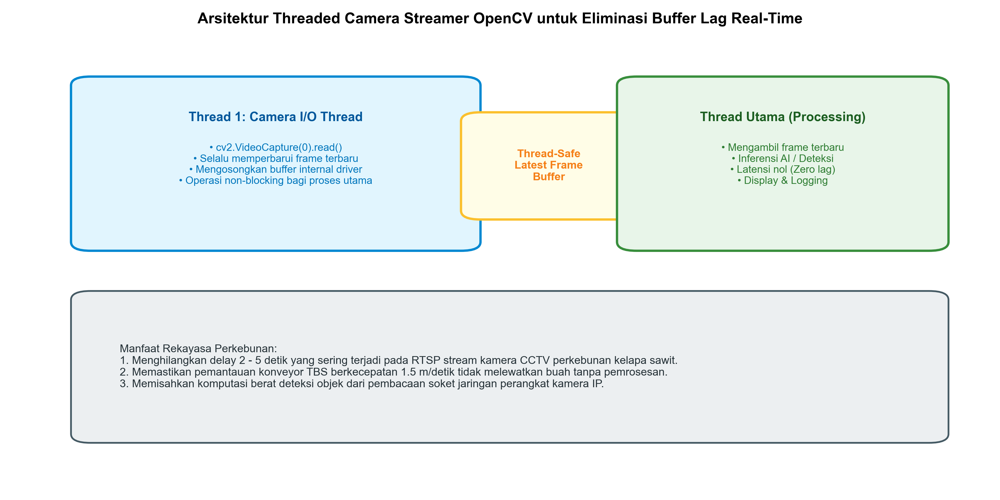 Arsitektur Threaded Camera Streamer OpenCV untuk Eliminasi Buffer Lag Real-Time
Thread 1: Camera I/O Thread
• cv2.VideoCapture(0).read()
• Selalu memperbarui frame terbaru
• Mengosongkan buffer internal driver
• Operasi non-blocking bagi proses utama
Thread-Safe
Latest Frame
Buffer
Thread Utama (Processing)
• Mengambil frame terbaru
• Inferensi AI / Deteksi
• Latensi nol (Zero lag)
• Display & Logging
Manfaat Rekayasa Perkebunan:
1. Menghilangkan delay 2 - 5 detik yang sering terjadi pada RTSP stream kamera CCTV perkebunan kelapa sawit.
2. Memastikan pemantauan konveyor TBS berkecepatan 1.5 m/detik tidak melewatkan buah tanpa pemrosesan.
3. Memisahkan komputasi berat deteksi objek dari pembacaan soket jaringan perangkat kamera IP.